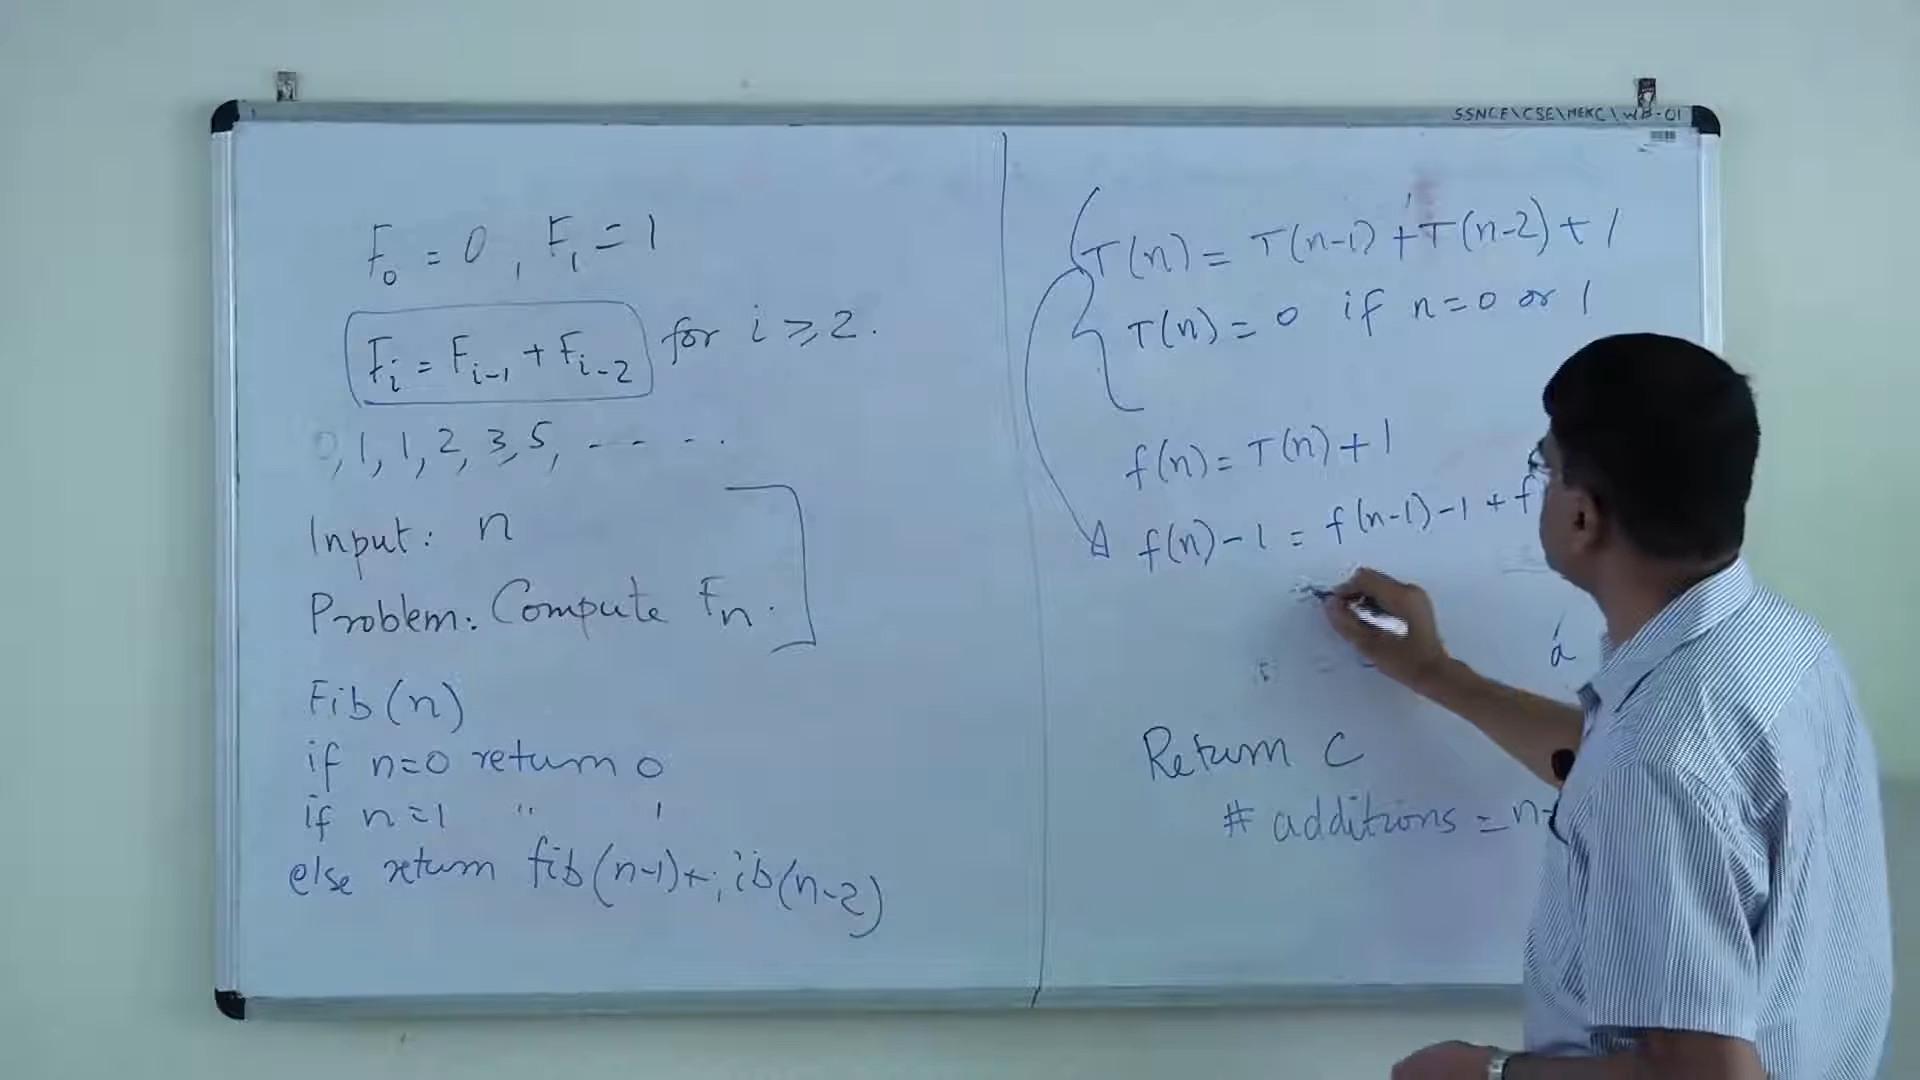 SSNCE\CSE\MEKC\WB-01
F₀ = 0, F₁ = 1
Fᵢ = Fᵢ₋₁ + Fᵢ₋₂ for i ≥ 2.
0, 1, 1, 2, 3, 5, - - - .
Input: n
Problem: Compute Fₙ.
Fib(n)
if n=0 return 0
if n=1 " 1
else return fib(n-1)+ ib(n-2)
T(n) = T(n-1) + T(n-2) + 1
T(n) = 0 if n=0 or 1
f(n) = T(n) + 1
f(n) - 1 = f(n-1) - 1 + f
Return C
# additions = n-